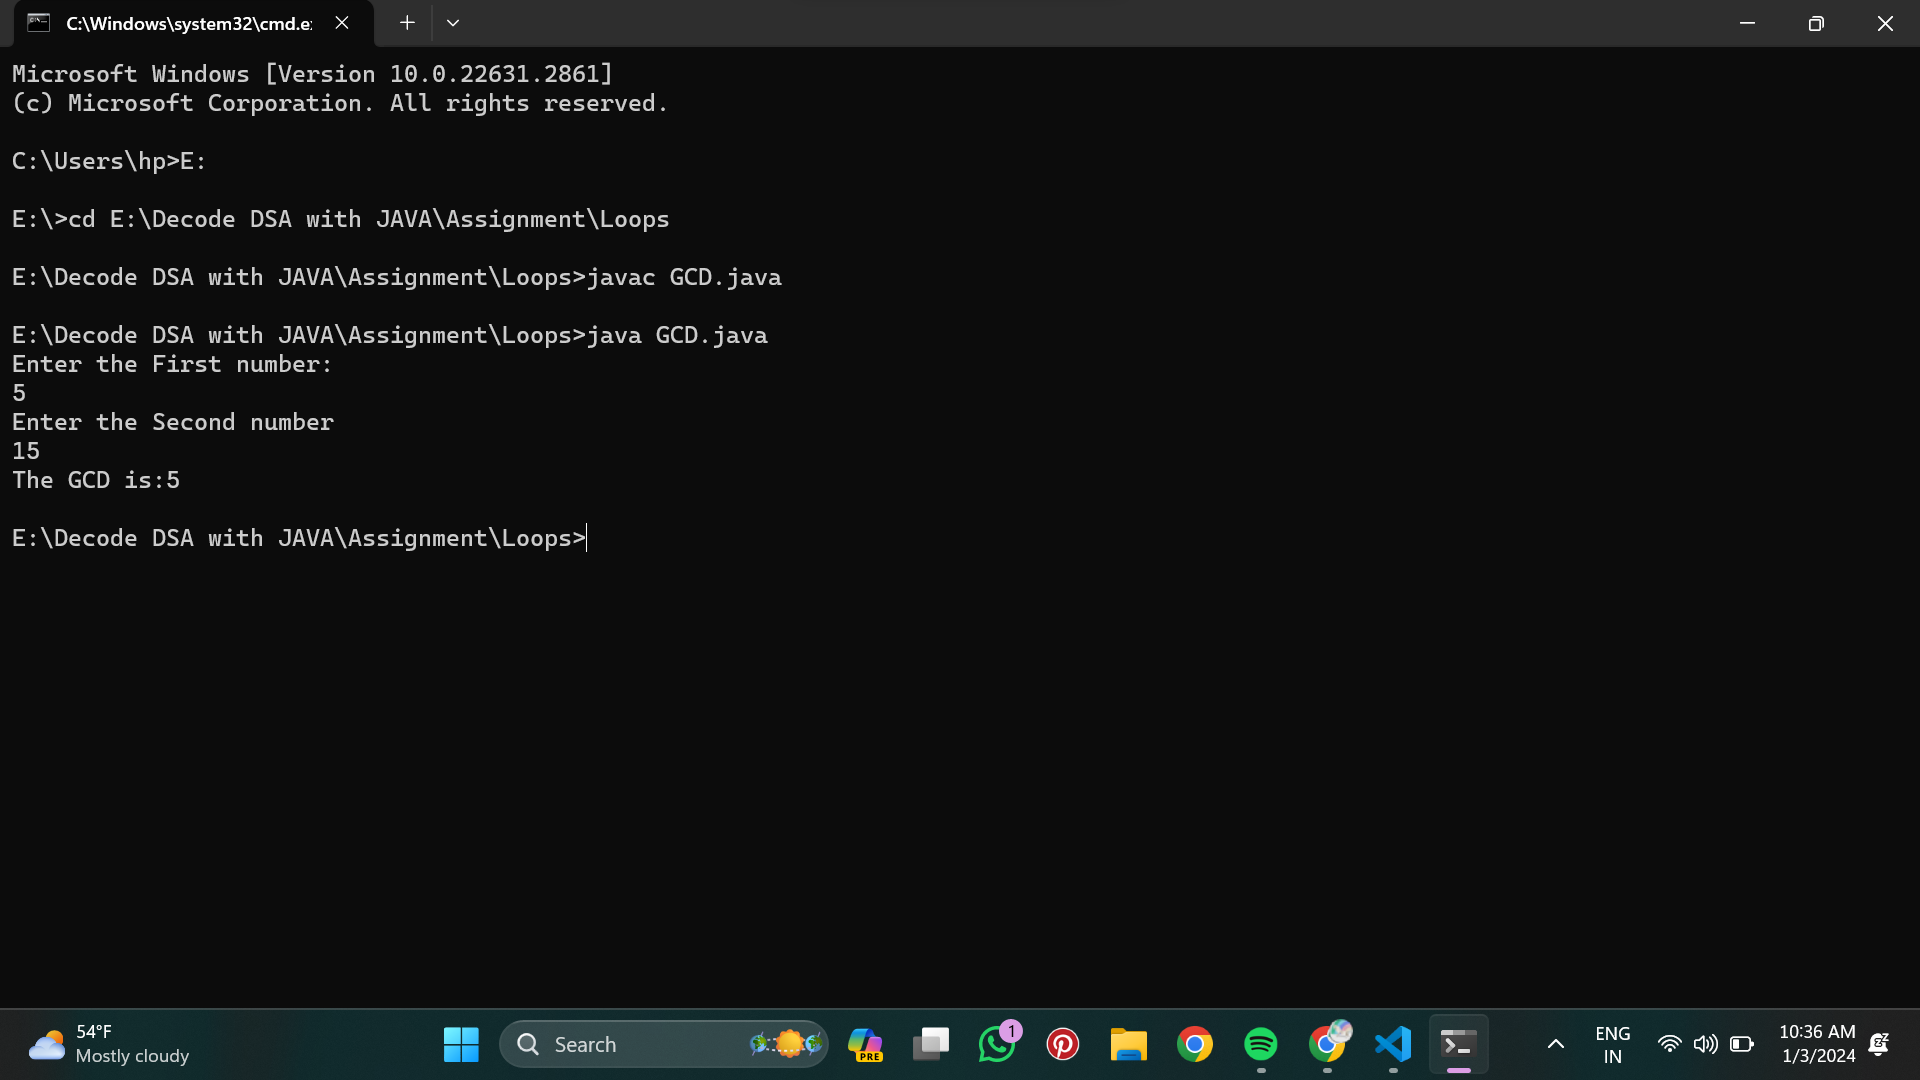 C:\Windows\system32\cmd.e
Microsoft Windows [Version 10.0.22631.2861]
(c) Microsoft Corporation. All rights reserved.
C:\Users\hp>E:
E:\>cd E:\Decode DSA with JAVA\Assignment\Loops
E:\Decode DSA with JAVA\Assignment\Loops>javac GCD.java
E:\Decode DSA with JAVA\Assignment\Loops>java GCD.java
Enter the First number:
5
Enter the Second number
15
The GCD is:5
E:\Decode DSA with JAVA\Assignment\Loops>
54°F
Mostly cloudy
Search
PRE
1
ENG
IN
10:36 AM
1/3/2024